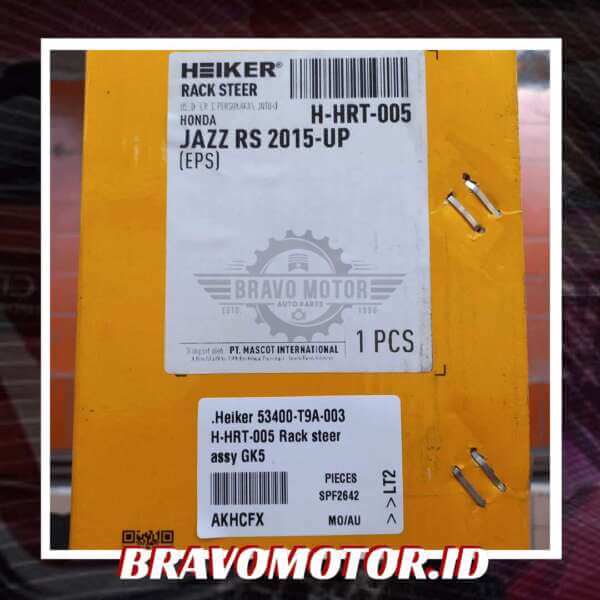 HEIKER®
RACK STEER
HONDA
H-HRT-005
JAZZ RS 2015-UP
(EPS)
BRAVO MOTOR
AUTO PARTS
ESTD 1990
PT. MASCOT INTERNATIONAL
1 PCS
.Heiker 53400-T9A-003
H-HRT-005 Rack steer
assy GK5
PIECES
SPF2642
AKHCFX
MO/AU
> >LT2
BRAVOMOTOR.ID